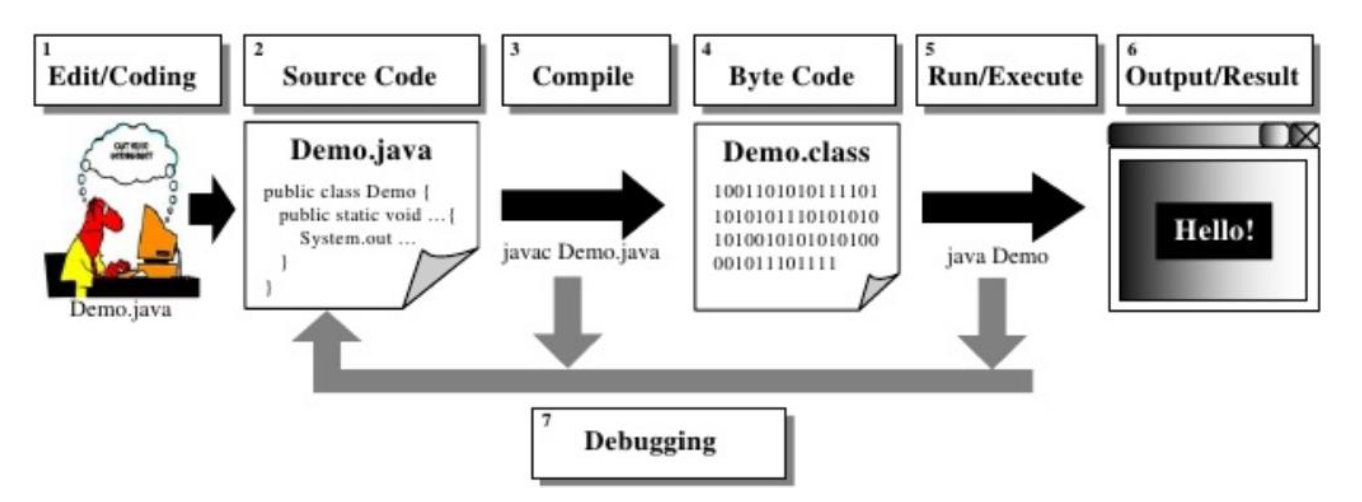 1
Edit/Coding
2
Source Code
3
Compile
4
Byte Code
5
Run/Execute
6
Output/Result
Demo.java
Demo.java
public class Demo {
public static void ...{
System.out ...
}
}
javac Demo.java
Demo.class
1001101010111101
1010101110101010
1010010101010100
001011101111
java Demo
Hello!
7
Debugging